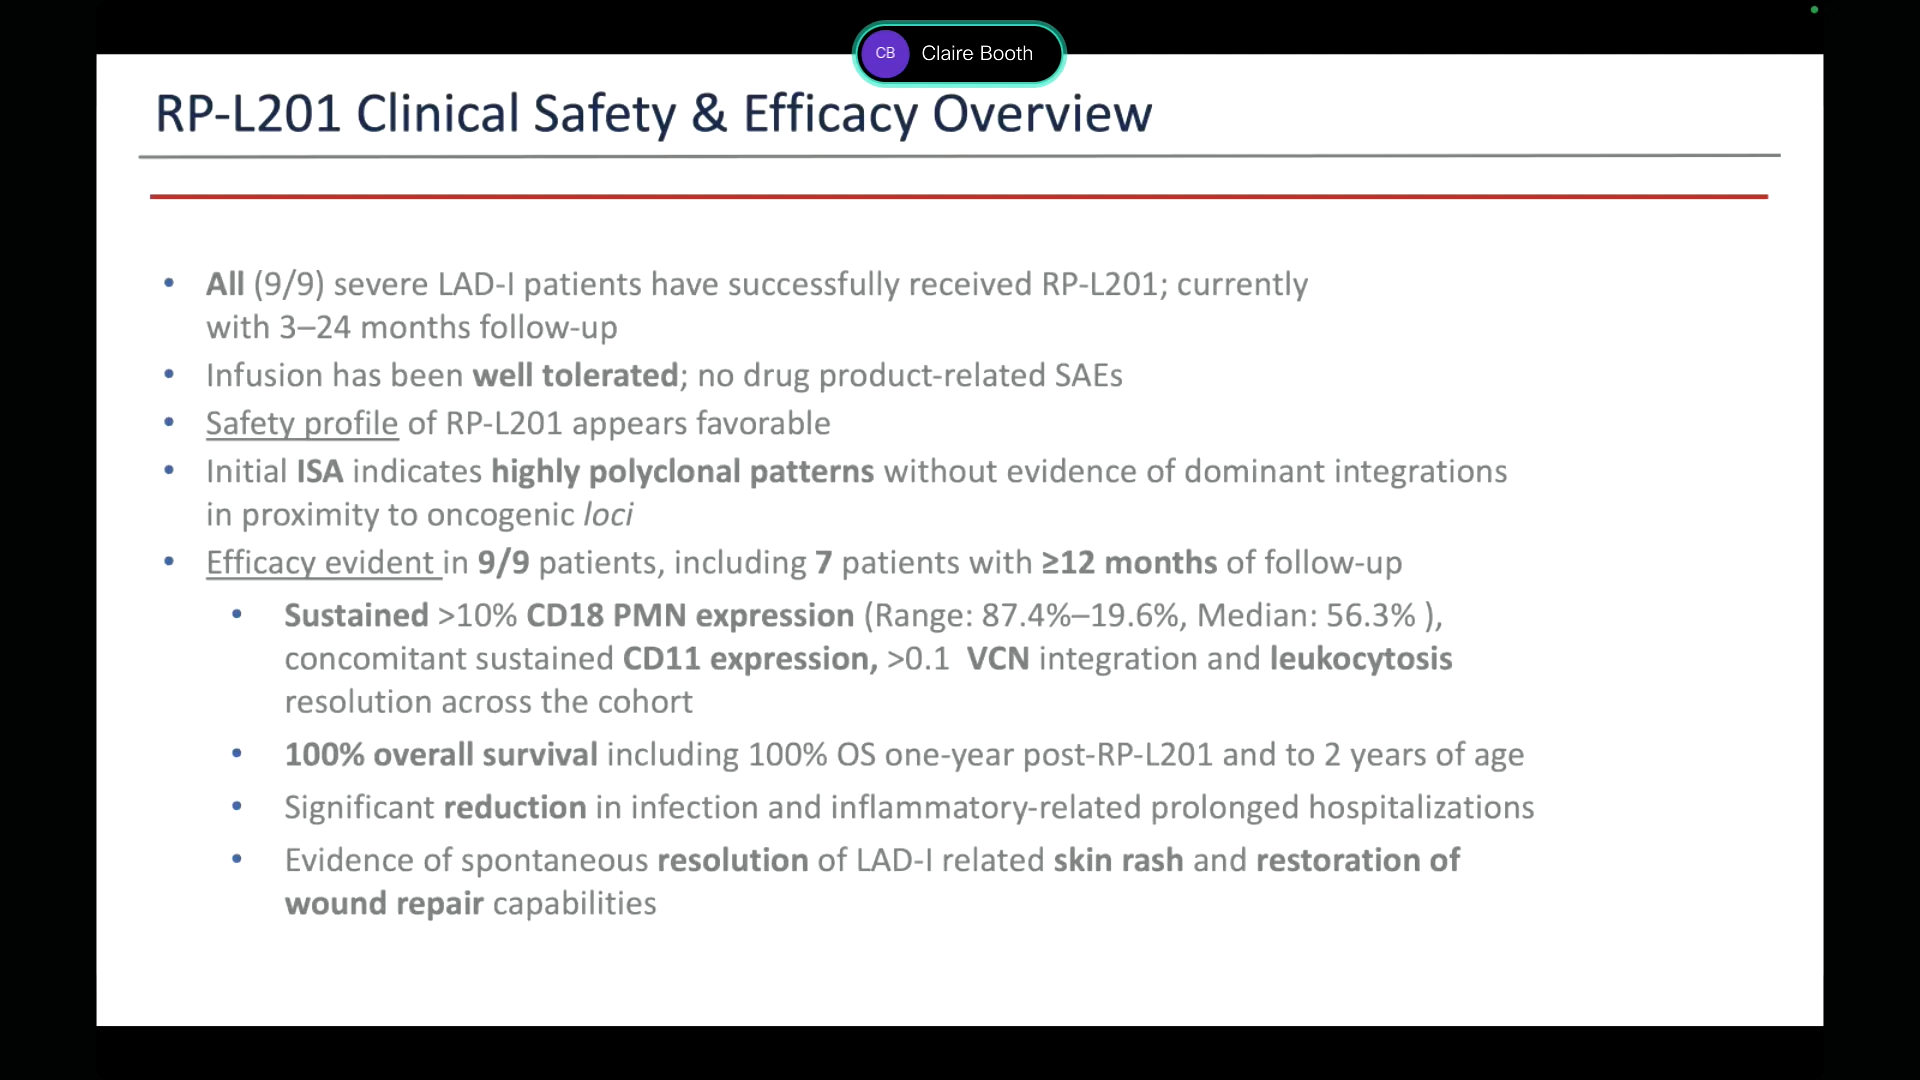 CB Claire Booth
RP-L201 Clinical Safety & Efficacy Overview
• All (9/9) severe LAD-I patients have successfully received RP-L201; currently
with 3–24 months follow-up
• Infusion has been well tolerated; no drug product-related SAEs
• Safety profile of RP-L201 appears favorable
• Initial ISA indicates highly polyclonal patterns without evidence of dominant integrations
in proximity to oncogenic loci
• Efficacy evident in 9/9 patients, including 7 patients with ≥12 months of follow-up
• Sustained >10% CD18 PMN expression (Range: 87.4%–19.6%, Median: 56.3% ),
concomitant sustained CD11 expression, >0.1 VCN integration and leukocytosis
resolution across the cohort
• 100% overall survival including 100% OS one-year post-RP-L201 and to 2 years of age
• Significant reduction in infection and inflammatory-related prolonged hospitalizations
• Evidence of spontaneous resolution of LAD-I related skin rash and restoration of
wound repair capabilities